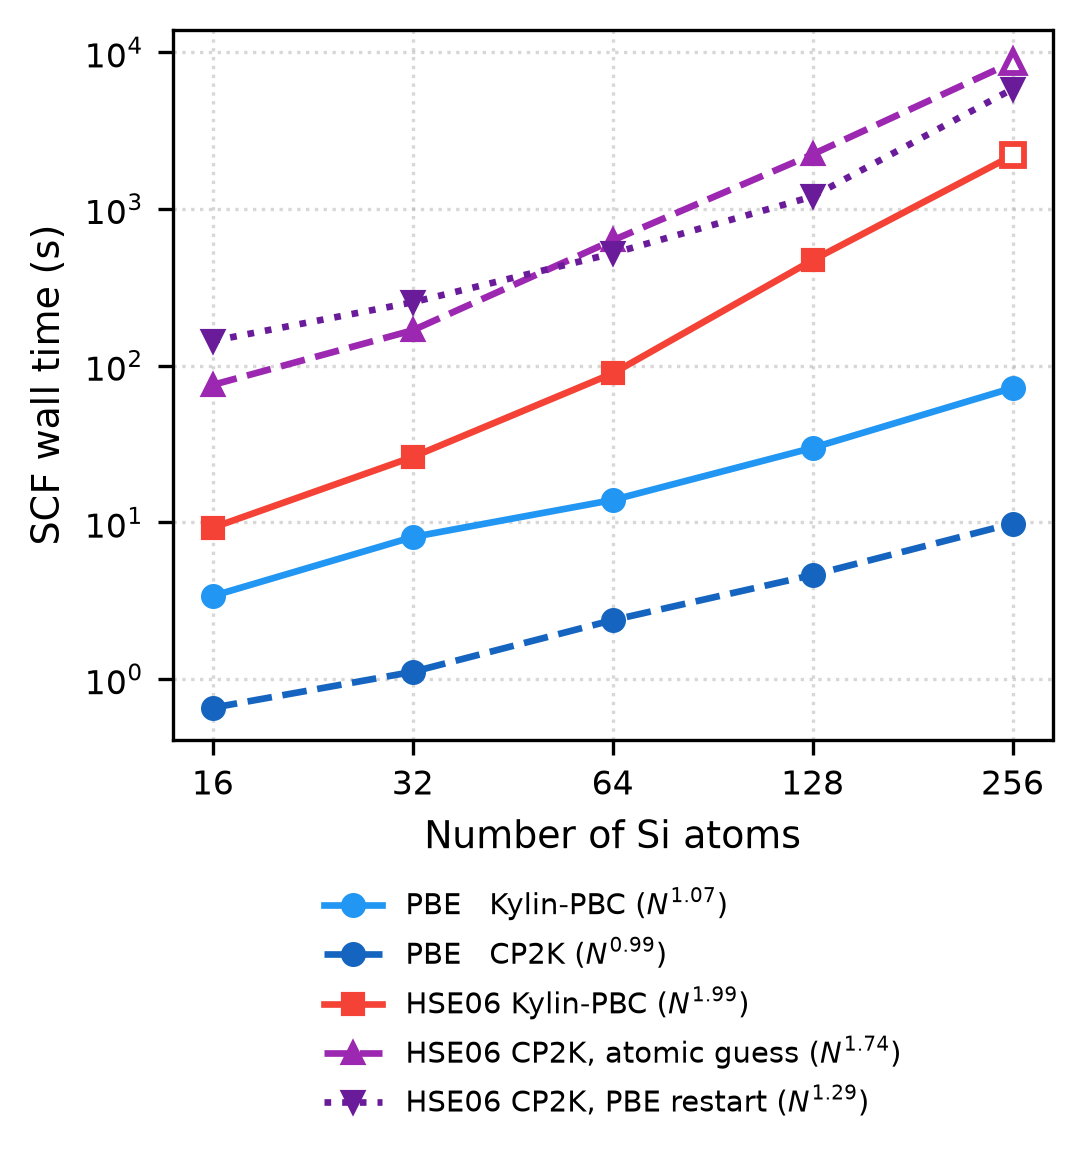 10^4
10^3
10^2
10^1
10^0
SCF wall time (s)
16 32 64 128 256
Number of Si atoms
PBE Kylin-PBC (N^1.07)
PBE CP2K (N^0.99)
HSE06 Kylin-PBC (N^1.99)
HSE06 CP2K, atomic guess (N^1.74)
HSE06 CP2K, PBE restart (N^1.29)